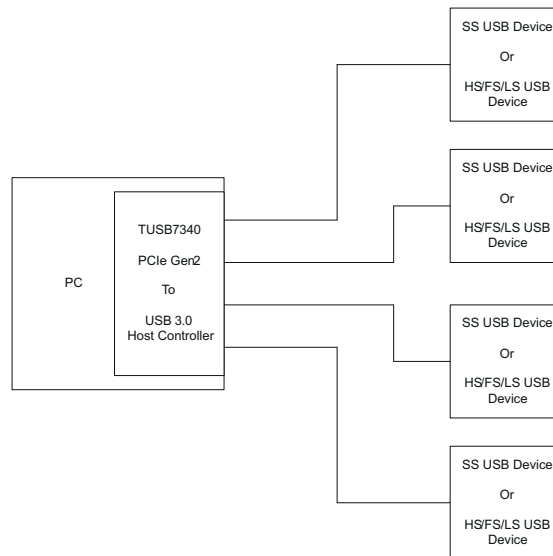 SS USB Device
Or
HS/FS/LS USB
Device
SS USB Device
Or
HS/FS/LS USB
Device
PC
TUSB7340
PCIe Gen2
To
USB 3.0
Host Controller
SS USB Device
Or
HS/FS/LS USB
Device
SS USB Device
Or
HS/FS/LS USB
Device